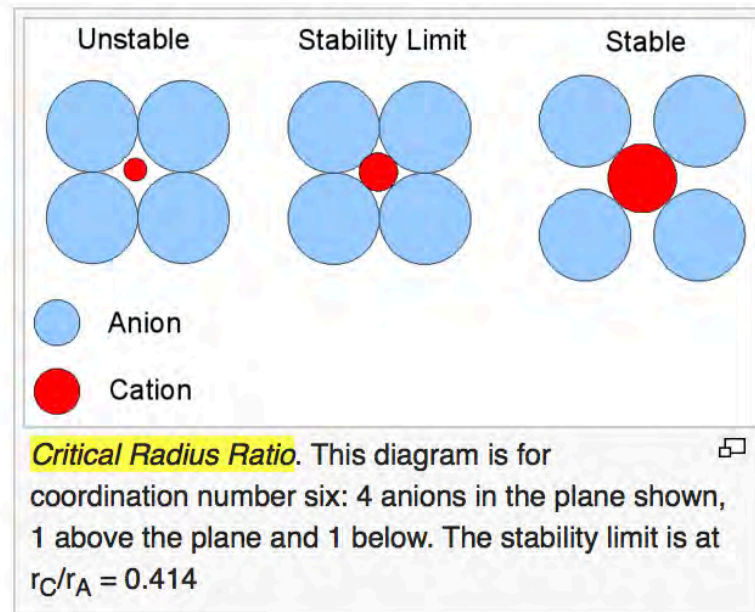 Unstable Stability Limit Stable
Anion
Cation
Critical Radius Ratio. This diagram is for
coordination number six: 4 anions in the plane shown,
1 above the plane and 1 below. The stability limit is at
rC/rA = 0.414